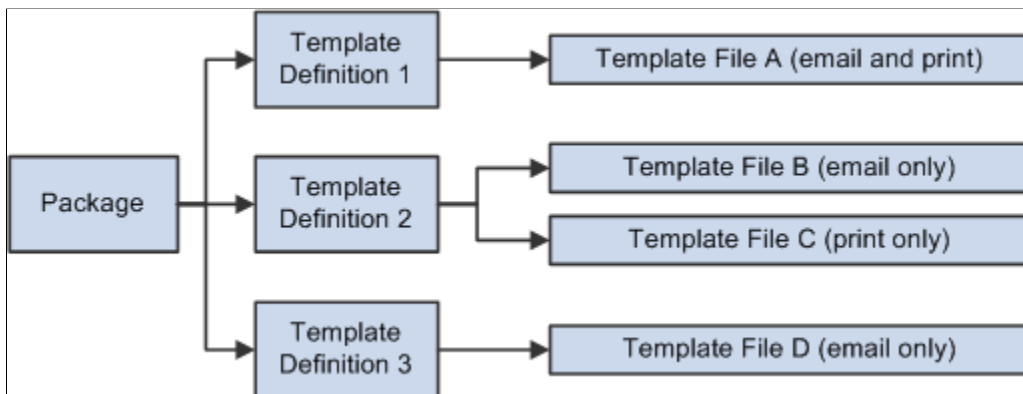 Package
Template
Definition 1
Template File A (email and print)
Template
Definition 2
Template File B (email only)
Template File C (print only)
Template
Definition 3
Template File D (email only)